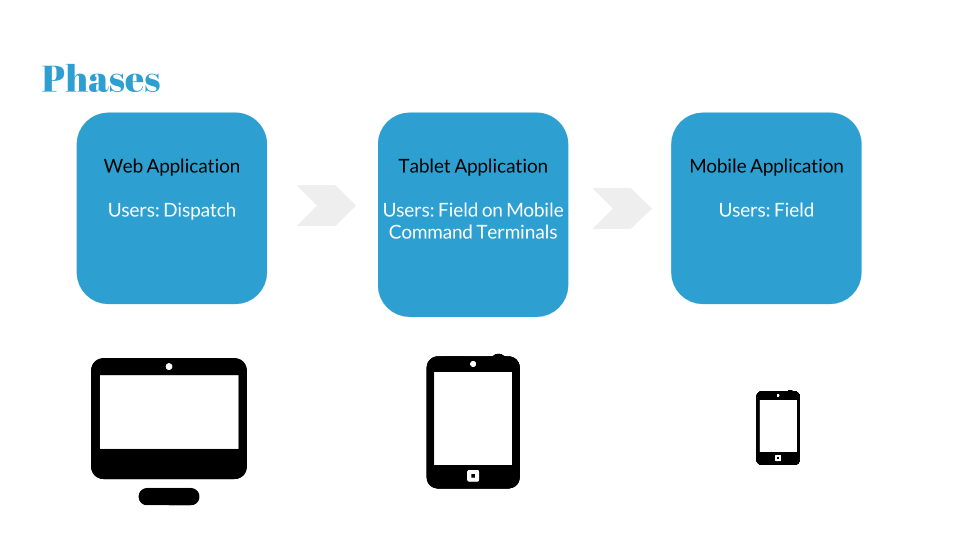 Phases
Web Application
Users: Dispatch
Tablet Application
Users: Field on Mobile
Command Terminals
Mobile Application
Users: Field